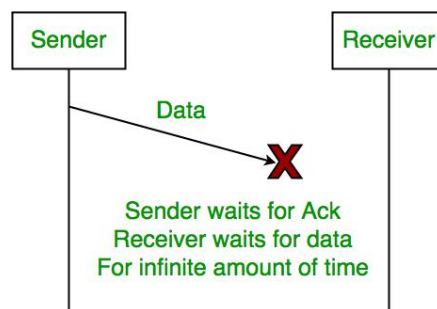 Sender
Receiver
Data
X
Sender waits for Ack
Receiver waits for data
For infinite amount of time